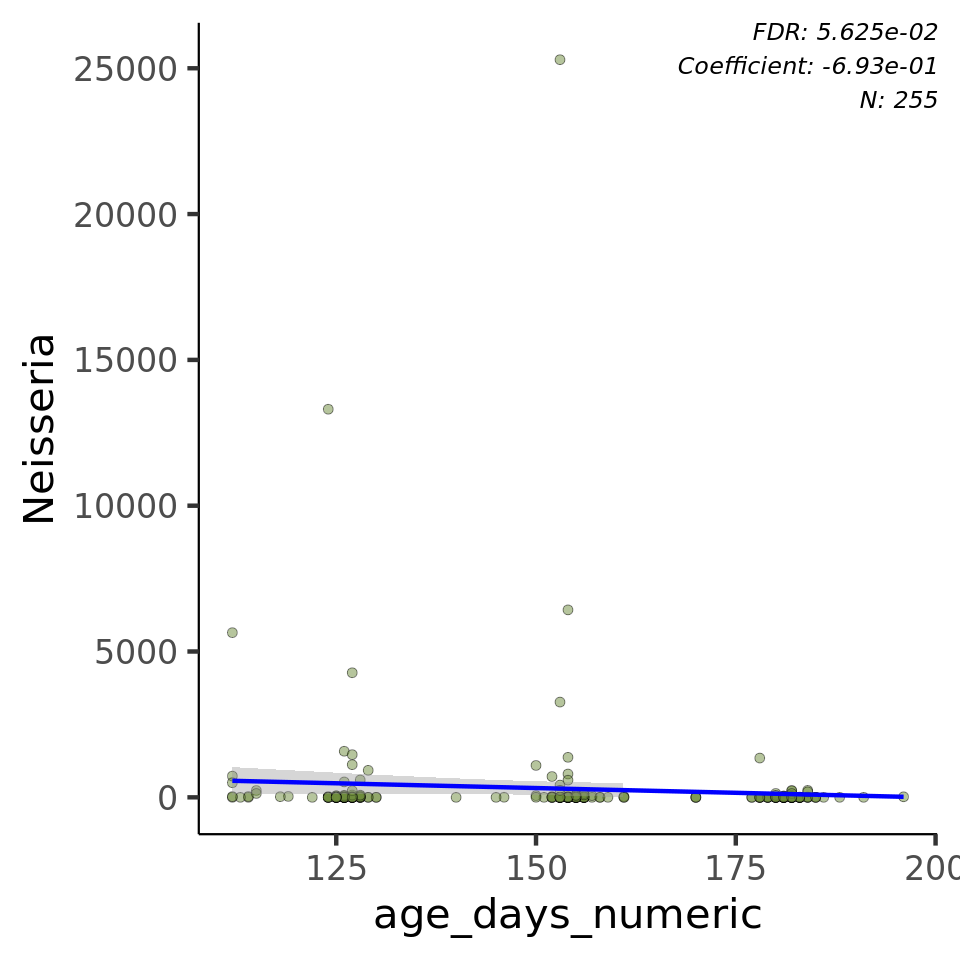 FDR: 5.625e-02
Coefficient: -6.93e-01
N: 255
25000
20000
15000
10000
5000
0
Neisseria
125 150 175 200
age_days_numeric